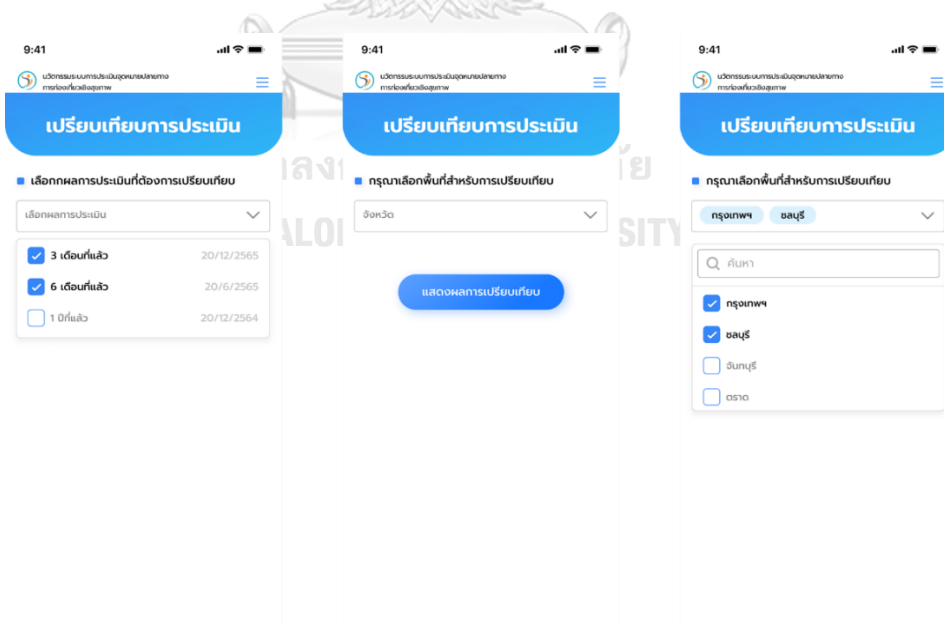 9:41
นวัตกรรมระบบการประเมินจุดหมายปลายทาง
การท่องเที่ยวเชิงสุขภาพ
เปรียบเทียบการประเมิน
เลือกกผลการประเมินที่ต้องการเปรียบเทียบ
เลือกผลการประเมิน
3 เดือนที่แล้ว 20/12/2565
6 เดือนที่แล้ว 20/6/2565
1 ปีที่แล้ว 20/12/2564
9:41
นวัตกรรมระบบการประเมินจุดหมายปลายทาง
การท่องเที่ยวเชิงสุขภาพ
เปรียบเทียบการประเมิน
กรุณาเลือกพื้นที่สำหรับการเปรียบเทียบ
จังหวัด
แสดงผลการเปรียบเทียบ
9:41
นวัตกรรมระบบการประเมินจุดหมายปลายทาง
การท่องเที่ยวเชิงสุขภาพ
เปรียบเทียบการประเมิน
กรุณาเลือกพื้นที่สำหรับการเปรียบเทียบ
กรุงเทพฯ ชลบุรี
ค้นหา
กรุงเทพฯ
ชลบุรี
จันทบุรี
ตราด